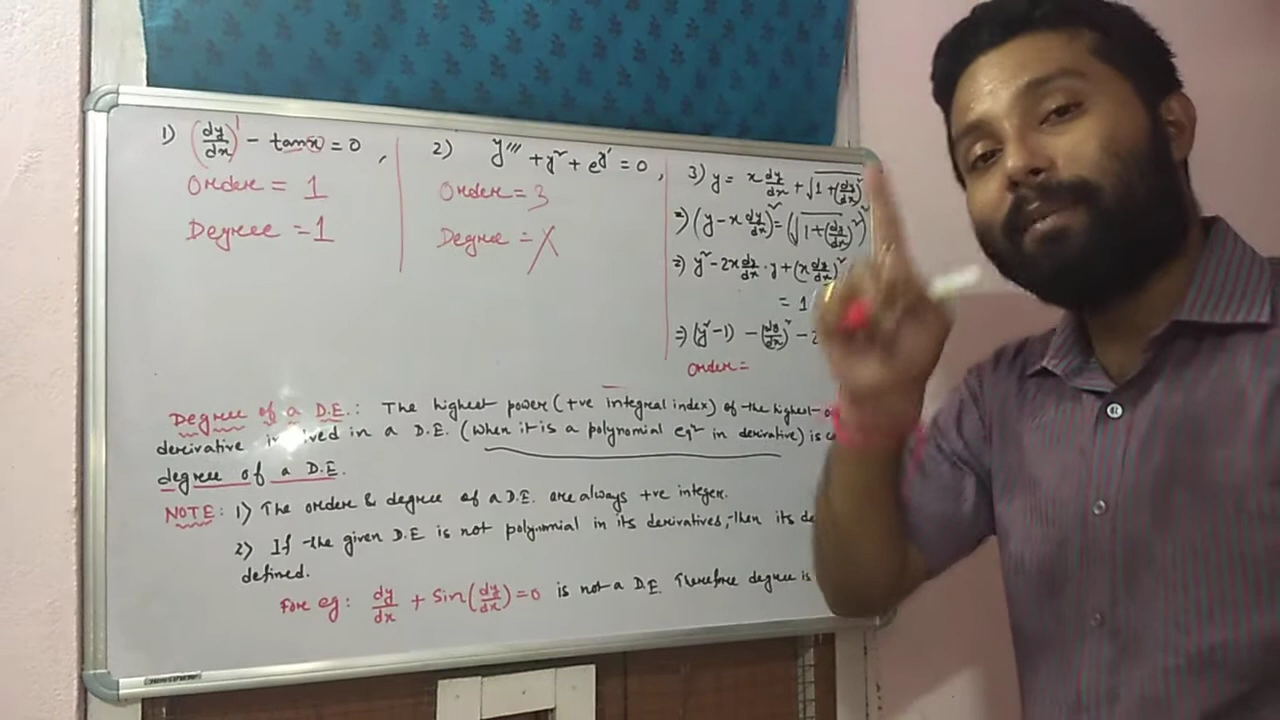 1) (dy/dx)¹ - tanx = 0 ,
Order = 1
Degree = 1
2) y''' + y² + e^y' = 0 ,
Order = 3
Degree = X
3) y = x dy/dx + √1 + (dy/dx)²
=> (y - x dy/dx)² = (√1+(dy/dx)²)²
=> y² - 2x dy/dx · y + (x dy/dx)²
= 1
=> (y² - 1) - (dy/dx)² - 2
Order =
Degree of a D.E.: The highest power (+ve integral index) of the highest
derivative in a D.E. (When it is a polynomial eqⁿ in derivative) is
degree of a D.E.
NOTE: 1) The order & degree of a D.E. are always +ve integer.
2) If the given D.E is not polynomial in its derivatives, then its
defined.
For eg: dy/dx + Sin(dy/dx) = 0 is not a D.E. Therefore degree is